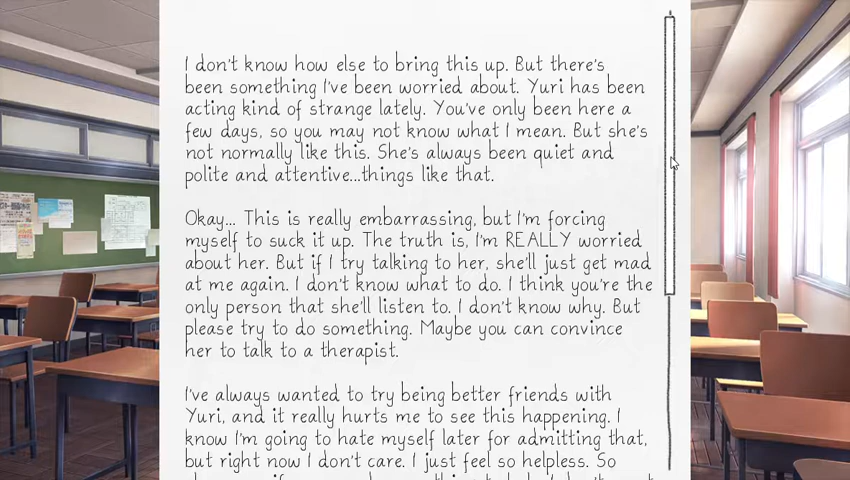 I don't know how else to bring this up. But there's
been something I've been worried about. Yuri has been
acting kind of strange lately. You've only been here a
few days, so you may not know what I mean. But she's
not normally like this. She's always been quiet and
polite and attentive...things like that.
Okay... This is really embarrassing, but I'm forcing
myself to suck it up. The truth is, I'm REALLY worried
about her. But if I try talking to her, she'll just get mad
at me again. I don't know what to do. I think you're the
only person that she'll listen to. I don't know why. But
please try to do something. Maybe you can convince
her to talk to a therapist.
I've always wanted to try being better friends with
Yuri, and it really hurts me to see this happening. I
know I'm going to hate myself later for admitting that,
but right now I don't care. I just feel so helpless. So